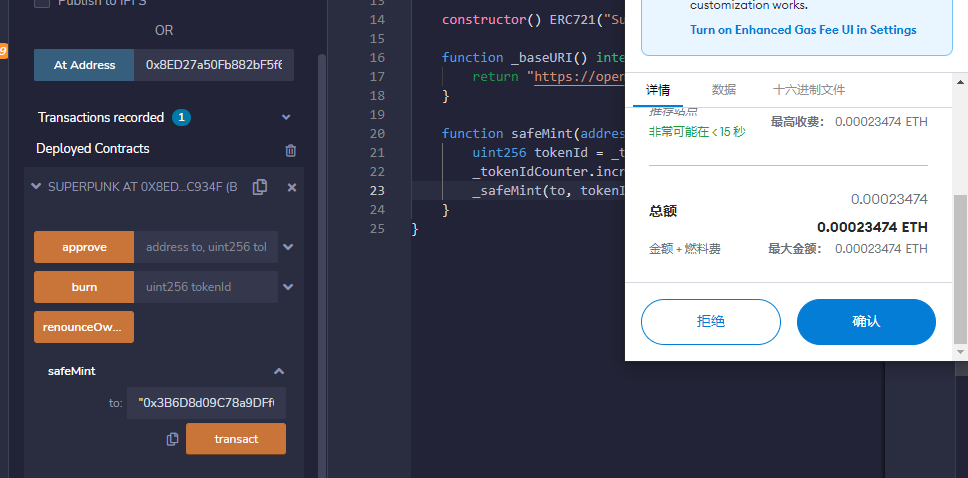 Publish to IPFS
OR
At Address
0x8ED27a50Fb882bF5f6
Transactions recorded 1
Deployed Contracts
SUPERPUNK AT 0X8ED...C934F (B
approve
address to, uint256 tol
burn
uint256 tokenId
renounceOw...
safeMint
to:
"0x3B6D8d09C78a9DFf
transact
13
14 constructor() ERC721("Su
15
16 function _baseURI() inte
17 return "https://open
18 }
19
20 function safeMint(addres
21 uint256 tokenId = _t
22 _tokenIdCounter.incr
23 _safeMint(to, tokenI
24 }
25 }
customization works.
Turn on Enhanced Gas Fee UI in Settings
详情
数据
十六进制文件
推荐站点
非常可能在 < 15 秒
最高收费： 0.00023474 ETH
0.00023474
总额
0.00023474 ETH
金额 + 燃料费
最大金额： 0.00023474 ETH
拒绝
确认